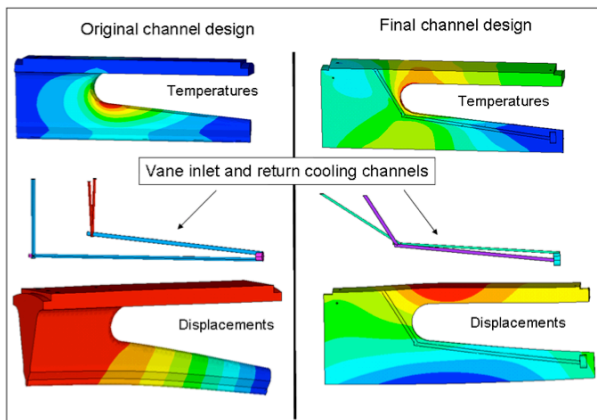 Original channel design
Final channel design
Temperatures
Temperatures
Vane inlet and return cooling channels
Displacements
Displacements